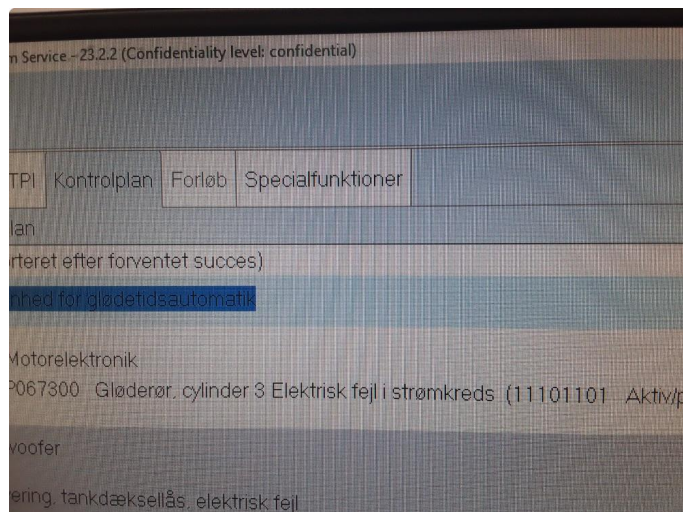 n Service – 23.2.2 (Confidentiality level: confidential)
TPI Kontrolplan Forløb Specialfunktioner
lan
rteret efter forventet succes)
nhed for glødetidsautomatik
Motorelektronik
P067300 Gløderør, cylinder 3 Elektrisk fejl i strømkreds (11101101 Aktiv/p
woofer
ering, tankdæksellås, elektrisk fejl